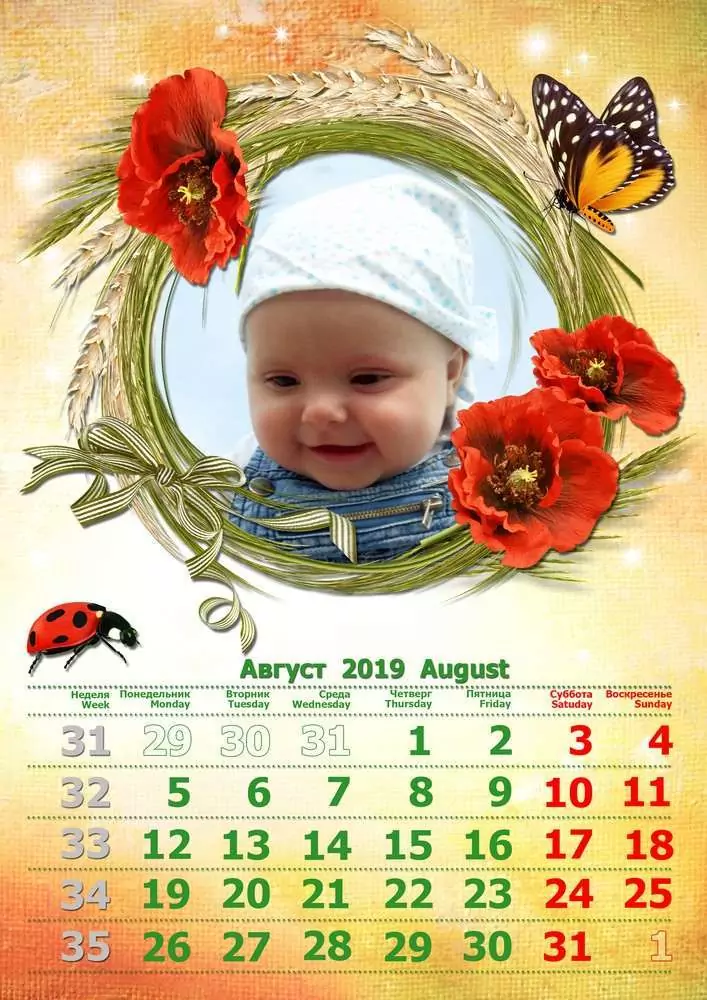 Август 2019 August
Неделя Понедельник Вторник Среда Четверг Пятница Суббота Воскресенье
Week Monday Tuesday Wednesday Thursday Friday Satuday Sunday
31 29 30 31 1 2 3 4
32 5 6 7 8 9 10 11
33 12 13 14 15 16 17 18
34 19 20 21 22 23 24 25
35 26 27 28 29 30 31 1